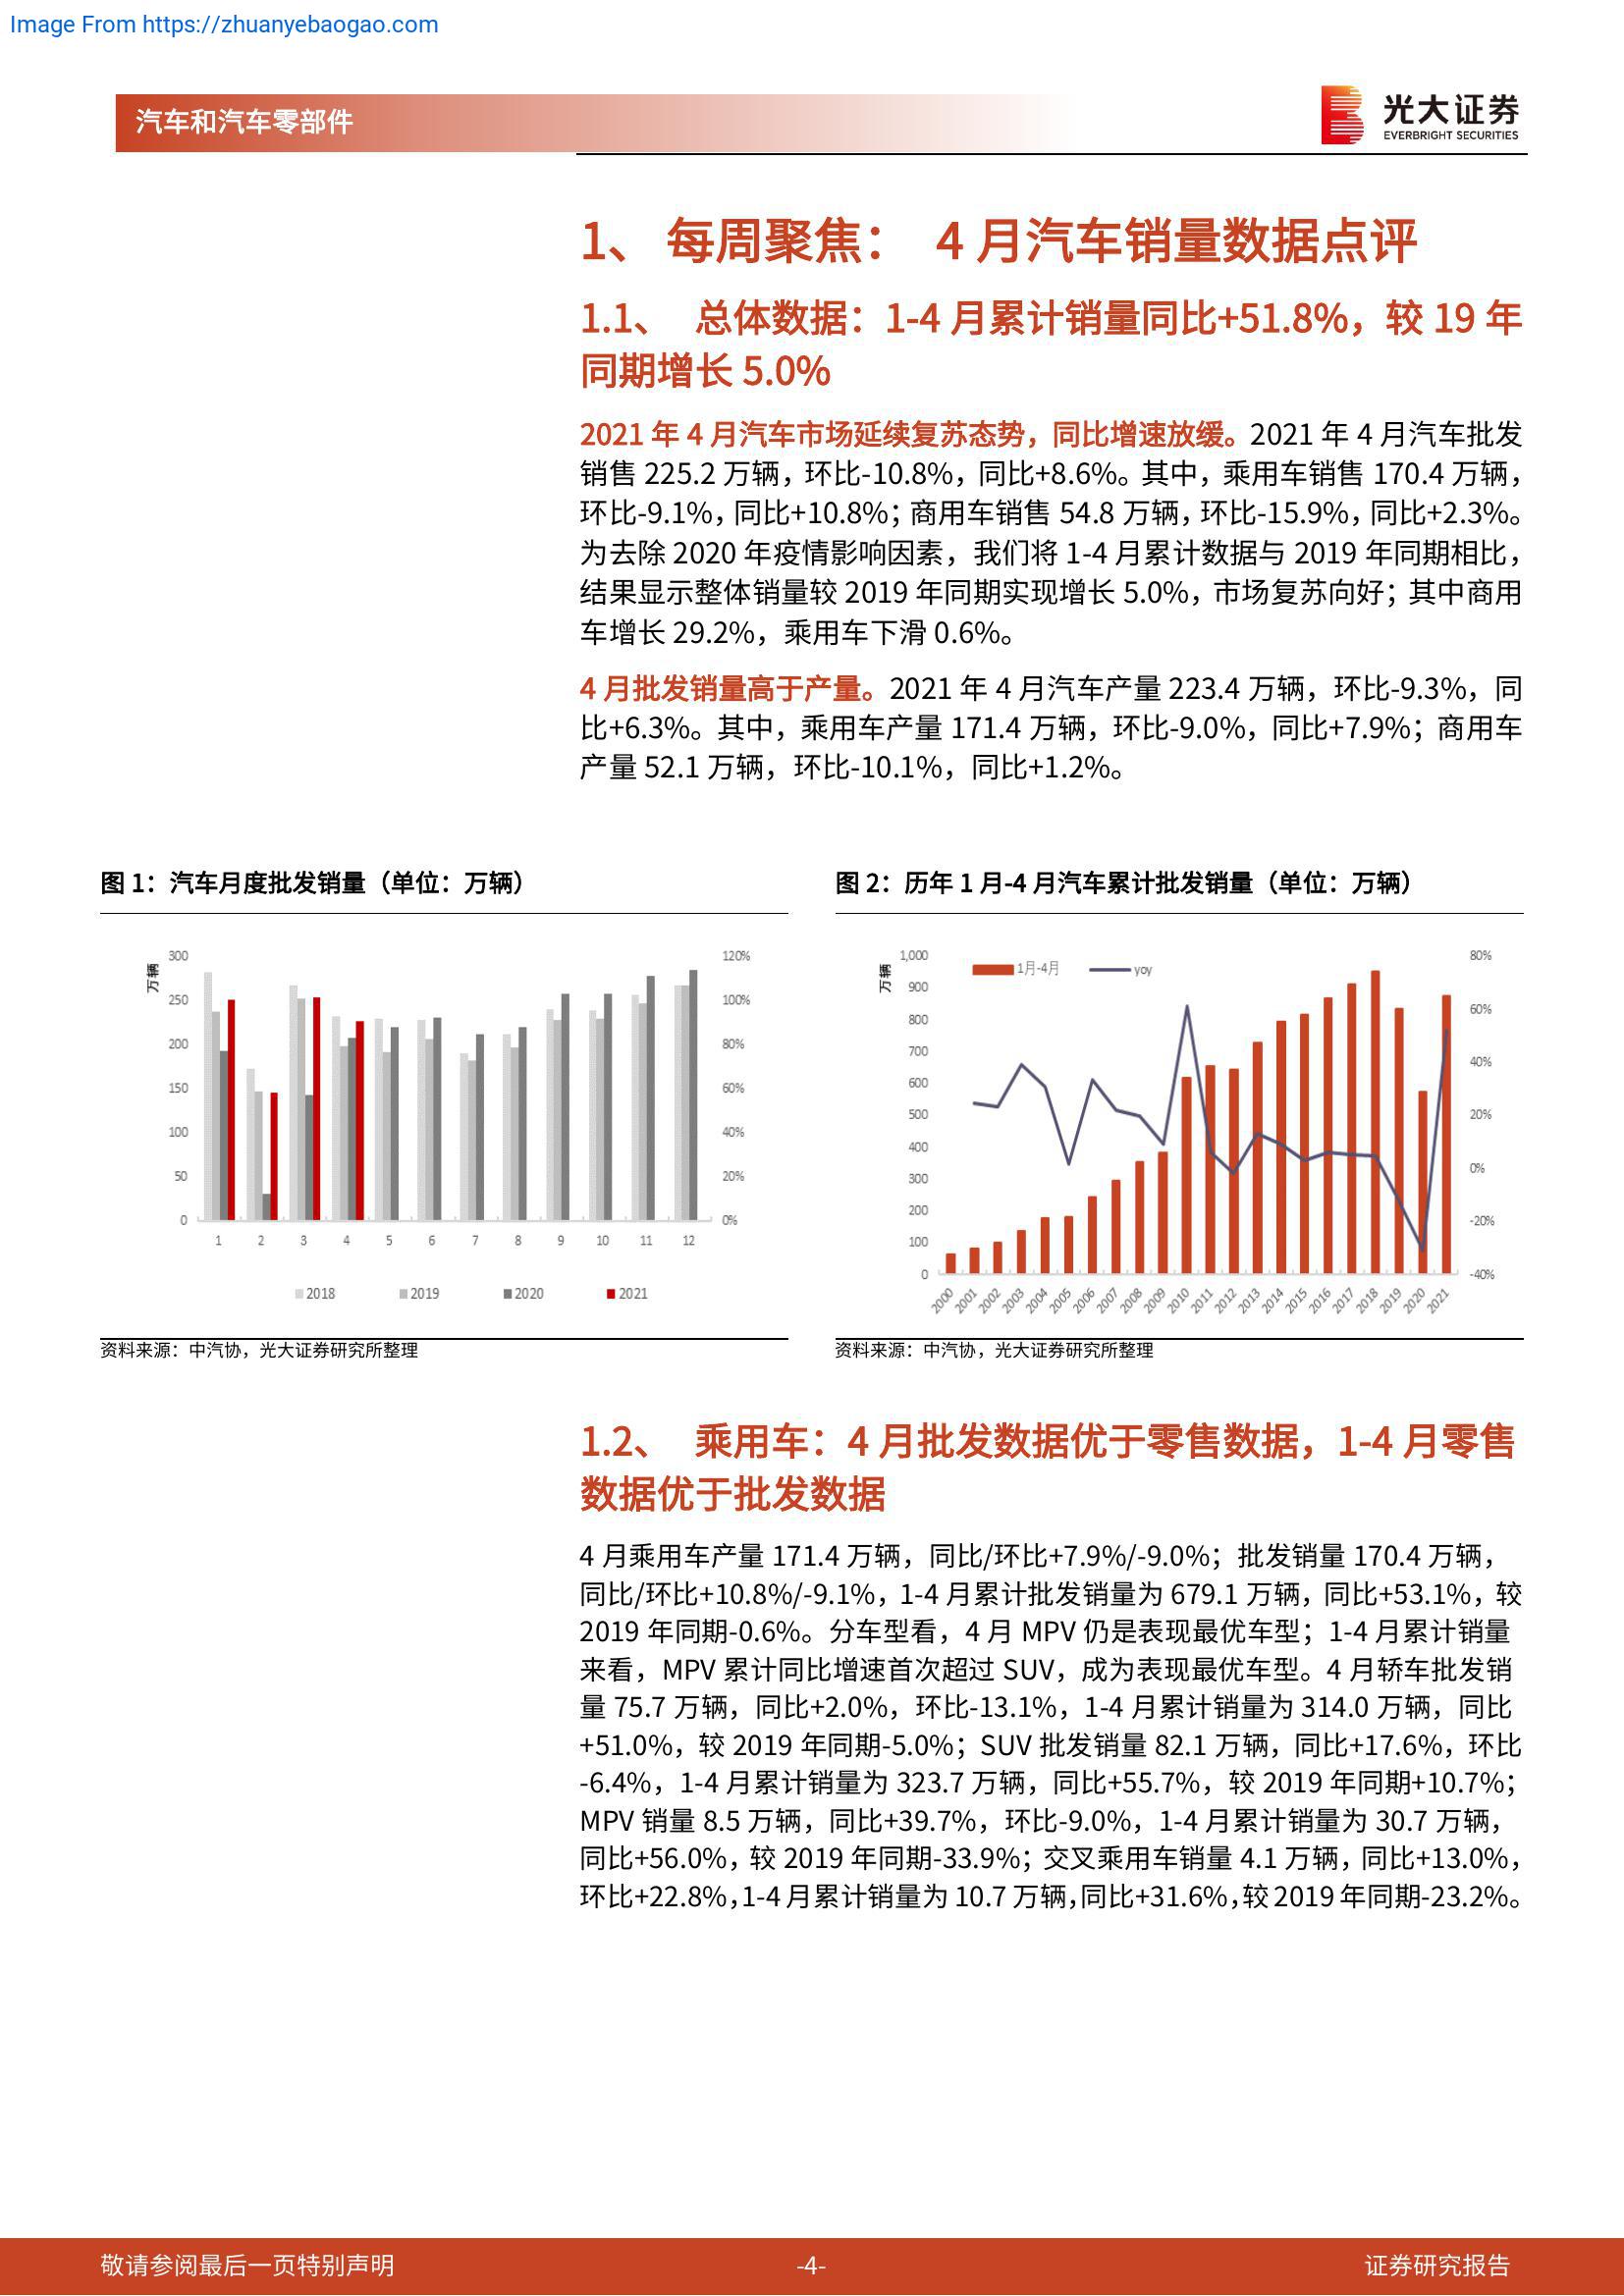 Image From https://zhuanyebaogao.com
汽车和汽车零部件
光大证券
EVERBRIGHT SECURITIES
1、 每周聚焦： 4 月汽车销量数据点评
1.1、 总体数据：1-4 月累计销量同比+51.8%，较 19 年
同期增长 5.0%
2021 年 4 月汽车市场延续复苏态势，同比增速放缓。2021 年 4 月汽车批发
销售 225.2 万辆，环比-10.8%，同比+8.6%。其中，乘用车销售 170.4 万辆，
环比-9.1%，同比+10.8%；商用车销售 54.8 万辆，环比-15.9%，同比+2.3%。
为去除 2020 年疫情影响因素，我们将 1-4 月累计数据与 2019 年同期相比，
结果显示整体销量较 2019 年同期实现增长 5.0%，市场复苏向好；其中商用
车增长 29.2%，乘用车下滑 0.6%。
4 月批发销量高于产量。2021 年 4 月汽车产量 223.4 万辆，环比-9.3%，同
比+6.3%。其中，乘用车产量 171.4 万辆，环比-9.0%，同比+7.9%；商用车
产量 52.1 万辆，环比-10.1%，同比+1.2%。
图 1：汽车月度批发销量（单位：万辆）
万辆
300
250
200
150
100
50
0
120%
100%
80%
60%
40%
20%
0%
1 2 3 4 5 6 7 8 9 10 11 12
2018 2019 2020 2021
资料来源：中汽协，光大证券研究所整理
图 2：历年 1 月-4 月汽车累计批发销量（单位：万辆）
万辆
1月-4月 yoy
1,000
900
800
700
600
500
400
300
200
100
0
80%
60%
40%
20%
0%
-20%
-40%
2000 2001 2002 2003 2004 2005 2006 2007 2008 2009 2010 2011 2012 2013 2014 2015 2016 2017 2018 2019 2020 2021
资料来源：中汽协，光大证券研究所整理
1.2、 乘用车：4 月批发数据优于零售数据，1-4 月零售
数据优于批发数据
4 月乘用车产量 171.4 万辆，同比/环比+7.9%/-9.0%；批发销量 170.4 万辆，
同比/环比+10.8%/-9.1%，1-4 月累计批发销量为 679.1 万辆，同比+53.1%，较
2019 年同期-0.6%。分车型看，4 月 MPV 仍是表现最优车型；1-4 月累计销量
来看，MPV 累计同比增速首次超过 SUV，成为表现最优车型。4 月轿车批发销
量 75.7 万辆，同比+2.0%，环比-13.1%，1-4 月累计销量为 314.0 万辆，同比
+51.0%，较 2019 年同期-5.0%；SUV 批发销量 82.1 万辆，同比+17.6%，环比
-6.4%，1-4 月累计销量为 323.7 万辆，同比+55.7%，较 2019 年同期+10.7%；
MPV 销量 8.5 万辆，同比+39.7%，环比-9.0%，1-4 月累计销量为 30.7 万辆，
同比+56.0%，较 2019 年同期-33.9%；交叉乘用车销量 4.1 万辆，同比+13.0%，
环比+22.8%，1-4 月累计销量为 10.7 万辆，同比+31.6%，较 2019 年同期-23.2%。
敬请参阅最后一页特别声明
-4-
证券研究报告